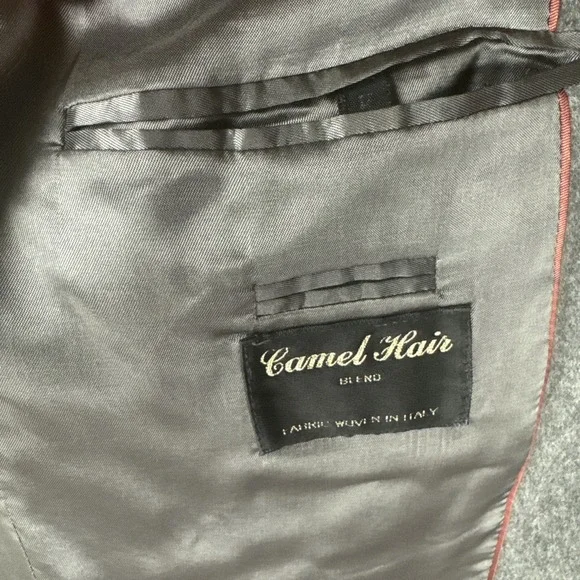 Camel Hair
BLEND
FABRIC WOVEN IN ITALY